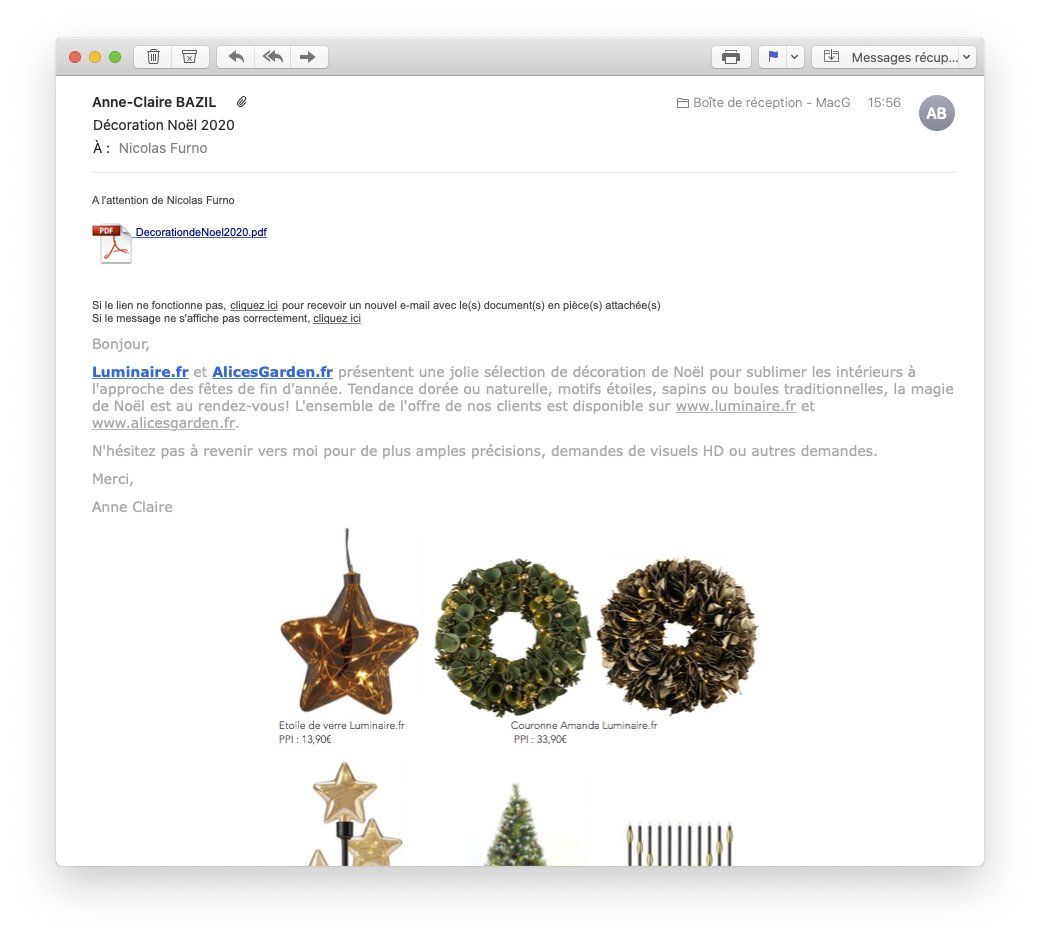 Messages récup...
Anne-Claire BAZIL
Boîte de réception - MacG 15:56
AB
Décoration Noël 2020
À : Nicolas Furno
A l'attention de Nicolas Furno
PDF
DecorationdeNoel2020.pdf
Si le lien ne fonctionne pas, cliquez ici pour recevoir un nouvel e-mail avec le(s) document(s) en pièce(s) attachée(s)
Si le message ne s'affiche pas correctement, cliquez ici
Bonjour,
Luminaire.fr et AlicesGarden.fr présentent une jolie sélection de décoration de Noël pour sublimer les intérieurs à
l'approche des fêtes de fin d'année. Tendance dorée ou naturelle, motifs étoiles, sapins ou boules traditionnelles, la magie
de Noël est au rendez-vous! L'ensemble de l'offre de nos clients est disponible sur www.luminaire.fr et
www.alicesgarden.fr.
N'hésitez pas à revenir vers moi pour de plus amples précisions, demandes de visuels HD ou autres demandes.
Merci,
Anne Claire
Etoile de verre Luminaire.fr
PPI : 13,90€
Couronne Amanda Luminaire.fr
PPI : 33,90€